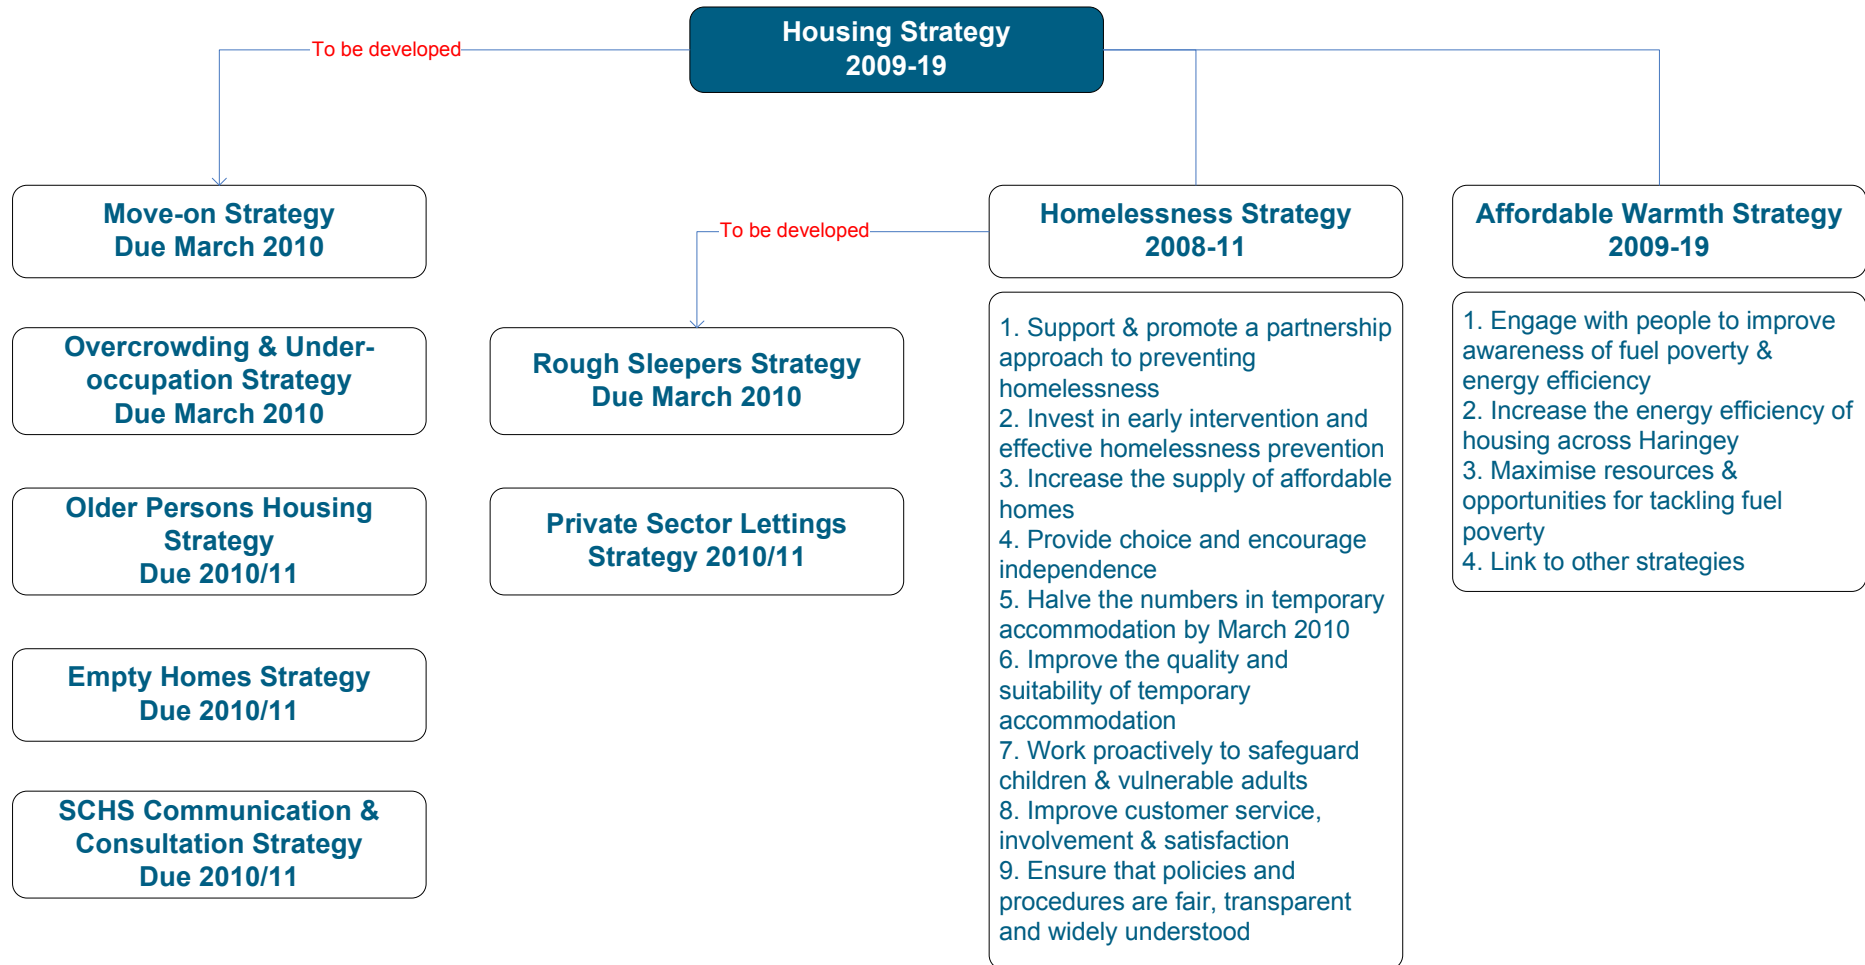 Housing Strategy
2009-19
To be developed
Move-on Strategy
Due March 2010
Overcrowding & Under-
occupation Strategy
Due March 2010
Older Persons Housing
Strategy
Due 2010/11
Empty Homes Strategy
Due 2010/11
SCHS Communication &
Consultation Strategy
Due 2010/11
To be developed
Rough Sleepers Strategy
Due March 2010
Private Sector Lettings
Strategy 2010/11
Homelessness Strategy
2008-11
1. Support & promote a partnership
approach to preventing
homelessness
2. Invest in early intervention and
effective homelessness prevention
3. Increase the supply of affordable
homes
4. Provide choice and encourage
independence
5. Halve the numbers in temporary
accommodation by March 2010
6. Improve the quality and
suitability of temporary
accommodation
7. Work proactively to safeguard
children & vulnerable adults
8. Improve customer service,
involvement & satisfaction
9. Ensure that policies and
procedures are fair, transparent
and widely understood
Affordable Warmth Strategy
2009-19
1. Engage with people to improve
awareness of fuel poverty &
energy efficiency
2. Increase the energy efficiency of
housing across Haringey
3. Maximise resources &
opportunities for tackling fuel
poverty
4. Link to other strategies